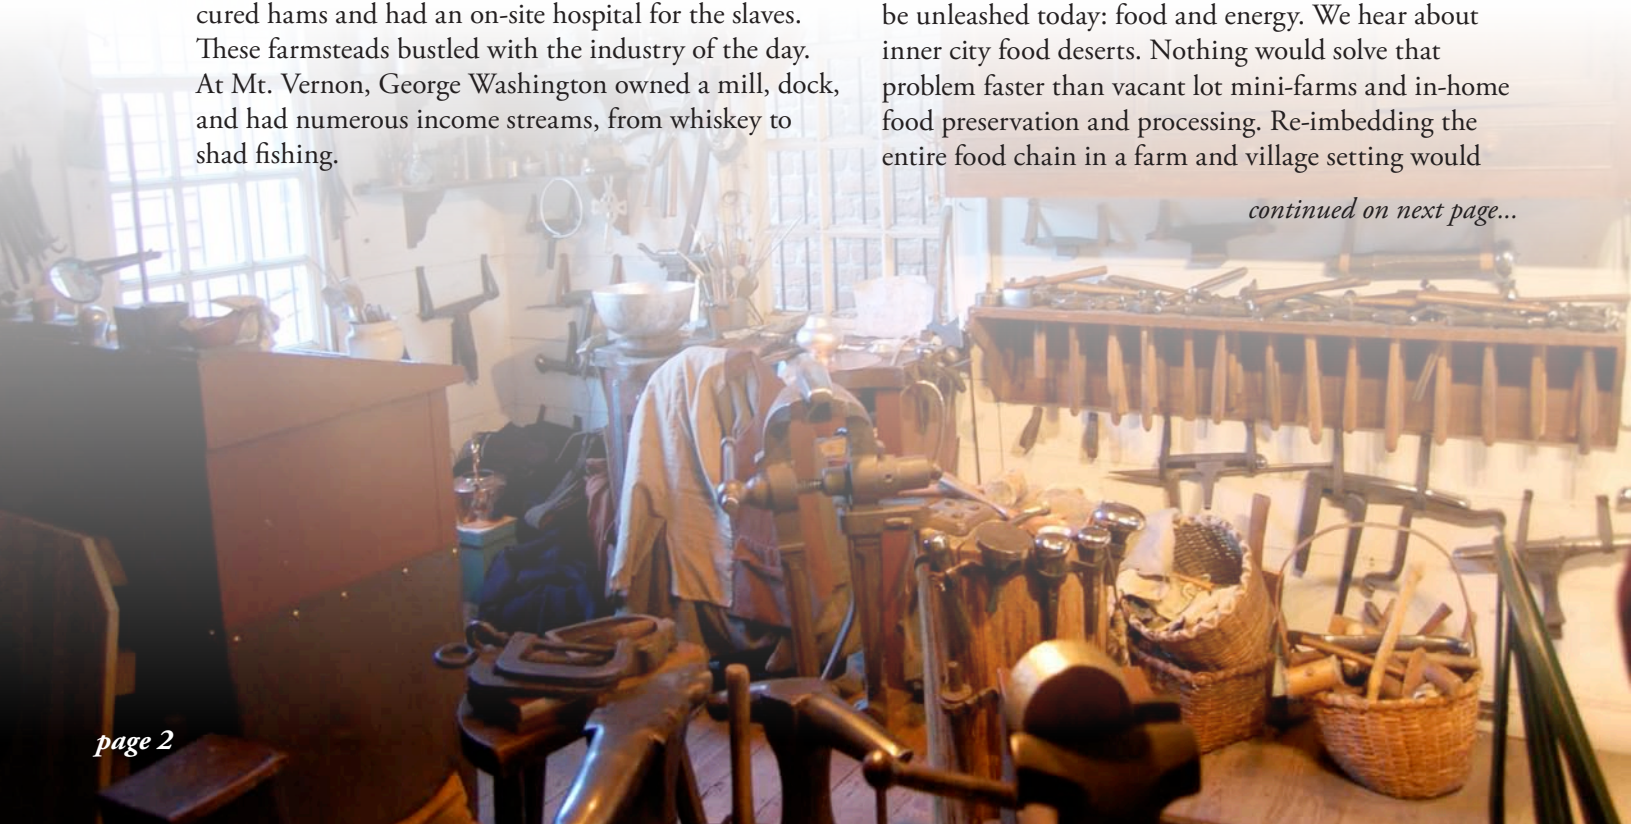 cured hams and had an on-site hospital for the slaves.
These farmsteads bustled with the industry of the day.
At Mt. Vernon, George Washington owned a mill, dock,
and had numerous income streams, from whiskey to
shad fishing.
be unleashed today: food and energy. We hear about
inner city food deserts. Nothing would solve that
problem faster than vacant lot mini-farms and in-home
food preservation and processing. Re-imbedding the
entire food chain in a farm and village setting would
continued on next page...
page 2